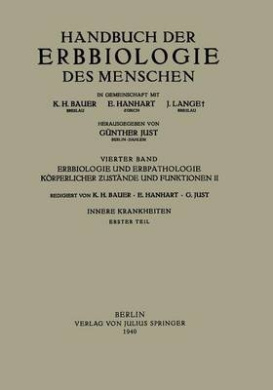 HANDBUCH DER
ERBBIOLOGIE
DES MENSCHEN
IN GEMEINSCHAFT MIT
K. H. BAUER E. HANHART J. LANGE†
BRESLAU ZÜRICH BRESLAU
HERAUSGEGEBEN VON
GÜNTHER JUST
BERLIN-DAHLEM
VIERTER BAND
ERBBIOLOGIE UND ERBPATHOLOGIE
KÖRPERLICHER ZUSTÄNDE UND FUNKTIONEN II
REDIGIERT VON K. H. BAUER · E. HANHART · G. JUST
INNERE KRANKHEITEN
ERSTER TEIL
BERLIN
VERLAG VON JULIUS SPRINGER
1940